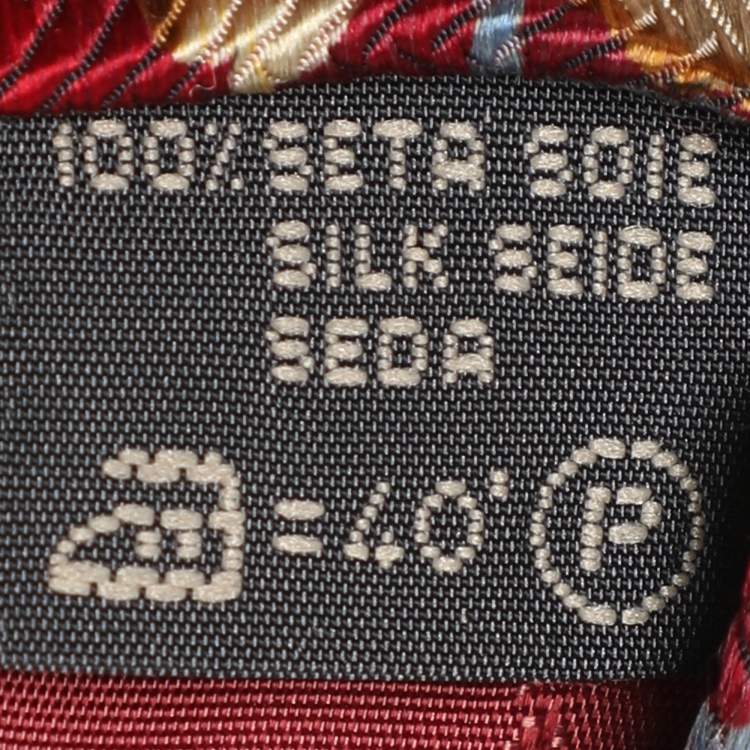 100% SETA SOIE
SILK SEIDE
SEDA
=40° P